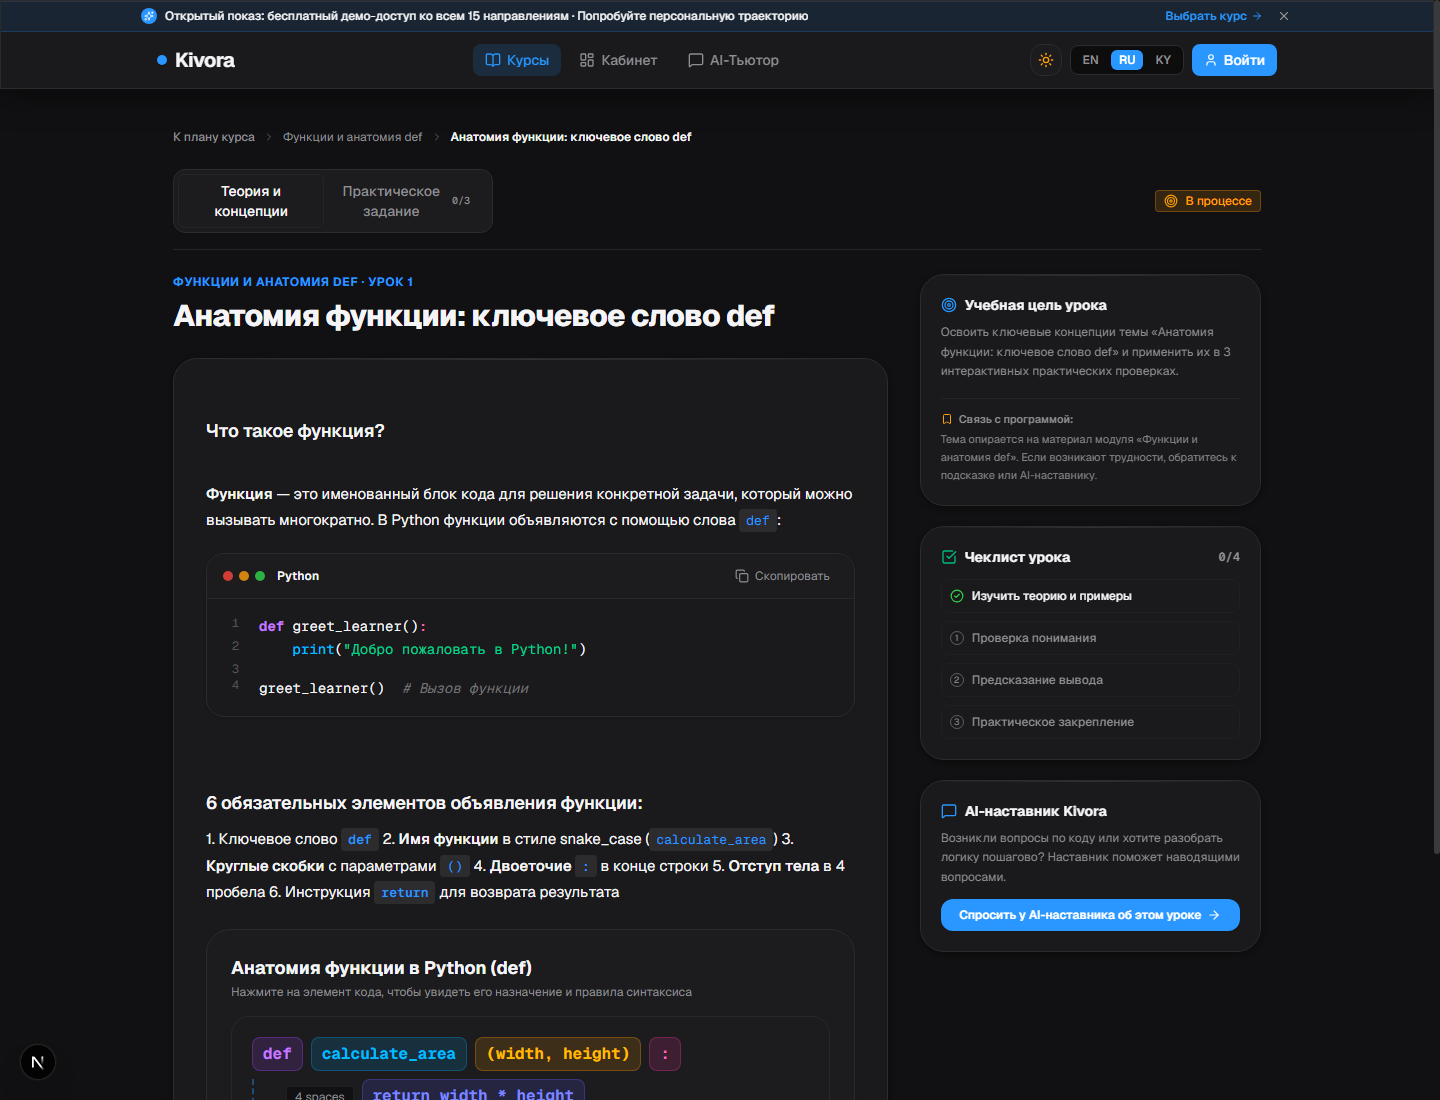 Открытый показ: бесплатный демо-доступ ко всем 15 направлениям · Попробуйте персональную траекторию
Выбрать курс →
Kivora
Курсы
Кабинет
AI-Тьютор
EN
RU
KY
Войти
К плану курса
Функции и анатомия def
Анатомия функции: ключевое слово def
Теория и
концепции
Практическое
задание
0/3
В процессе
ФУНКЦИИ И АНАТОМИЯ DEF · УРОК 1
Анатомия функции: ключевое слово def
Что такое функция?
Функция — это именованный блок кода для решения конкретной задачи, который можно
вызывать многократно. В Python функции объявляются с помощью слова def :
Python
Скопировать
1 def greet_learner():
2     print("Добро пожаловать в Python!")
3
4 greet_learner()  # Вызов функции
6 обязательных элементов объявления функции:
1. Ключевое слово def 2. Имя функции в стиле snake_case ( calculate_area ) 3.
Круглые скобки с параметрами () 4. Двоеточие : в конце строки 5. Отступ тела в 4
пробела 6. Инструкция return для возврата результата
Анатомия функции в Python (def)
Нажмите на элемент кода, чтобы увидеть его назначение и правила синтаксиса
def calculate_area (width, height) :
4 spaces return width * height
Учебная цель урока
Освоить ключевые концепции темы «Анатомия
функции: ключевое слово def» и применить их в 3
интерактивных практических проверках.
Связь с программой:
Тема опирается на материал модуля «Функции и
анатомия def». Если возникают трудности, обратитесь к
подсказке или AI-наставнику.
Чеклист урока
0/4
Изучить теорию и примеры
1 Проверка понимания
2 Предсказание вывода
3 Практическое закрепление
AI-наставник Kivora
Возникли вопросы по коду или хотите разобрать
логику пошагово? Наставник поможет наводящими
вопросами.
Спросить у AI-наставника об этом уроке →
N